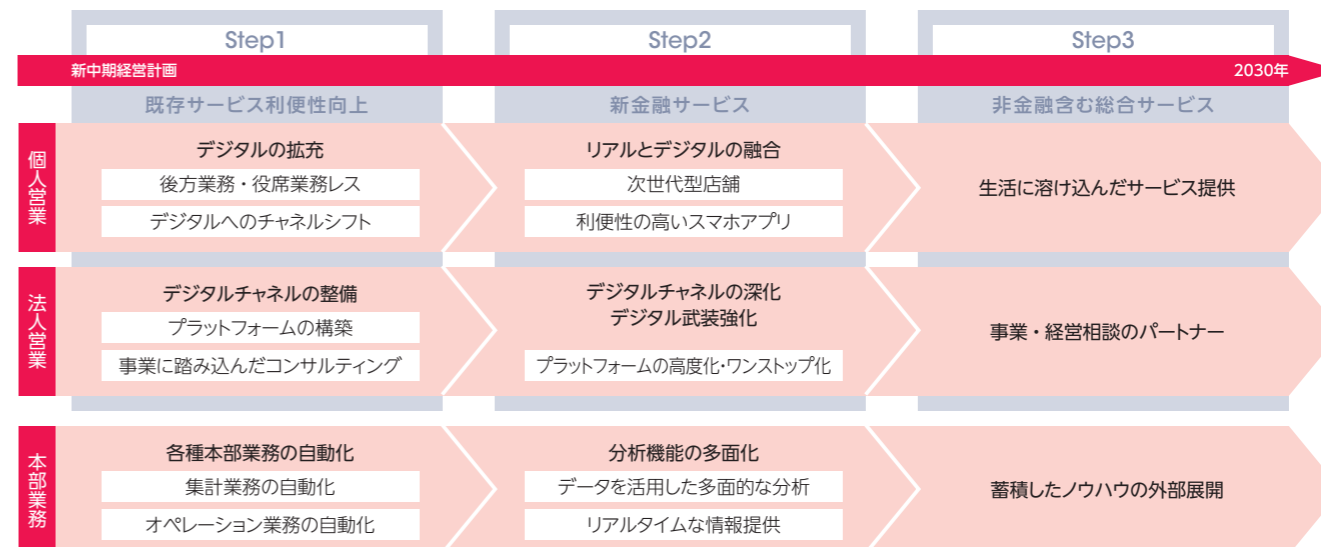 Step1
Step2
Step3
新中期経営計画
2030年
既存サービス利便性向上
新金融サービス
非金融含む総合サービス
個人営業
デジタルの拡充
後方業務・役席業務レス
デジタルへのチャネルシフト
リアルとデジタルの融合
次世代型店舗
利便性の高いスマホアプリ
生活に溶け込んだサービス提供
法人営業
デジタルチャネルの整備
プラットフォームの構築
事業に踏み込んだコンサルティング
デジタルチャネルの深化
デジタル武装強化
プラットフォームの高度化・ワンストップ化
事業・経営相談のパートナー
本部業務
各種本部業務の自動化
集計業務の自動化
オペレーション業務の自動化
分析機能の多面化
データを活用した多面的な分析
リアルタイムな情報提供
蓄積したノウハウの外部展開